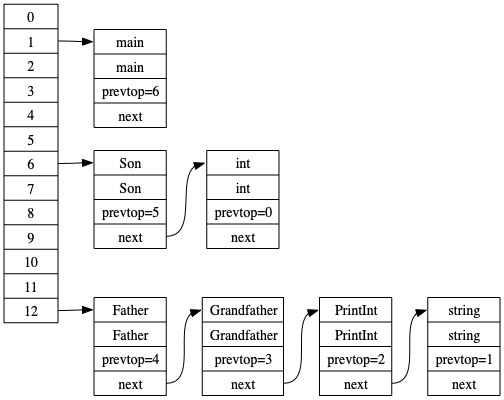 0
1
2
3
4
5
6
7
8
9
10
11
12
main
main
prevtop=6
next
Son
Son
prevtop=5
next
int
int
prevtop=0
next
Father
Father
prevtop=4
next
Grandfather
Grandfather
prevtop=3
next
PrintInt
PrintInt
prevtop=2
next
string
string
prevtop=1
next